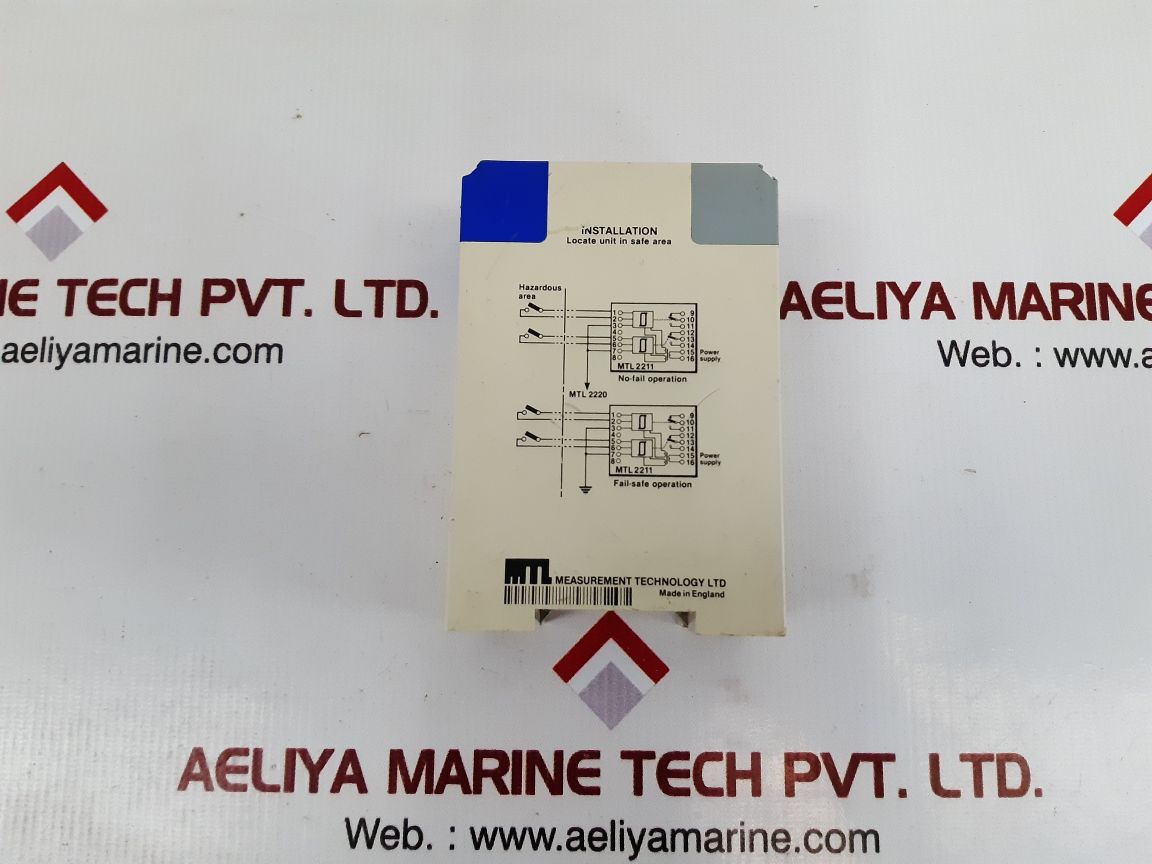 INSTALLATION
Locate unit in safe area
Hazardous
area
1
2
3
4
5
6
7
8
9
10
11
12
13
14
15
16
Power
supply
MTL 2211
No-fail operation
MTL 2220
1
2
3
4
5
6
7
8
9
10
11
12
13
14
15
16
Power
supply
MTL 2211
Fail-safe operation
MTL MEASUREMENT TECHNOLOGY LTD
Made in England
NE TECH PVT. LTD.
aeliyamarine.com
AELIYA MARINE
Web. : www.a
AELIYA MARINE TECH PVT. LTD.
Web. : www.aeliyamarine.com